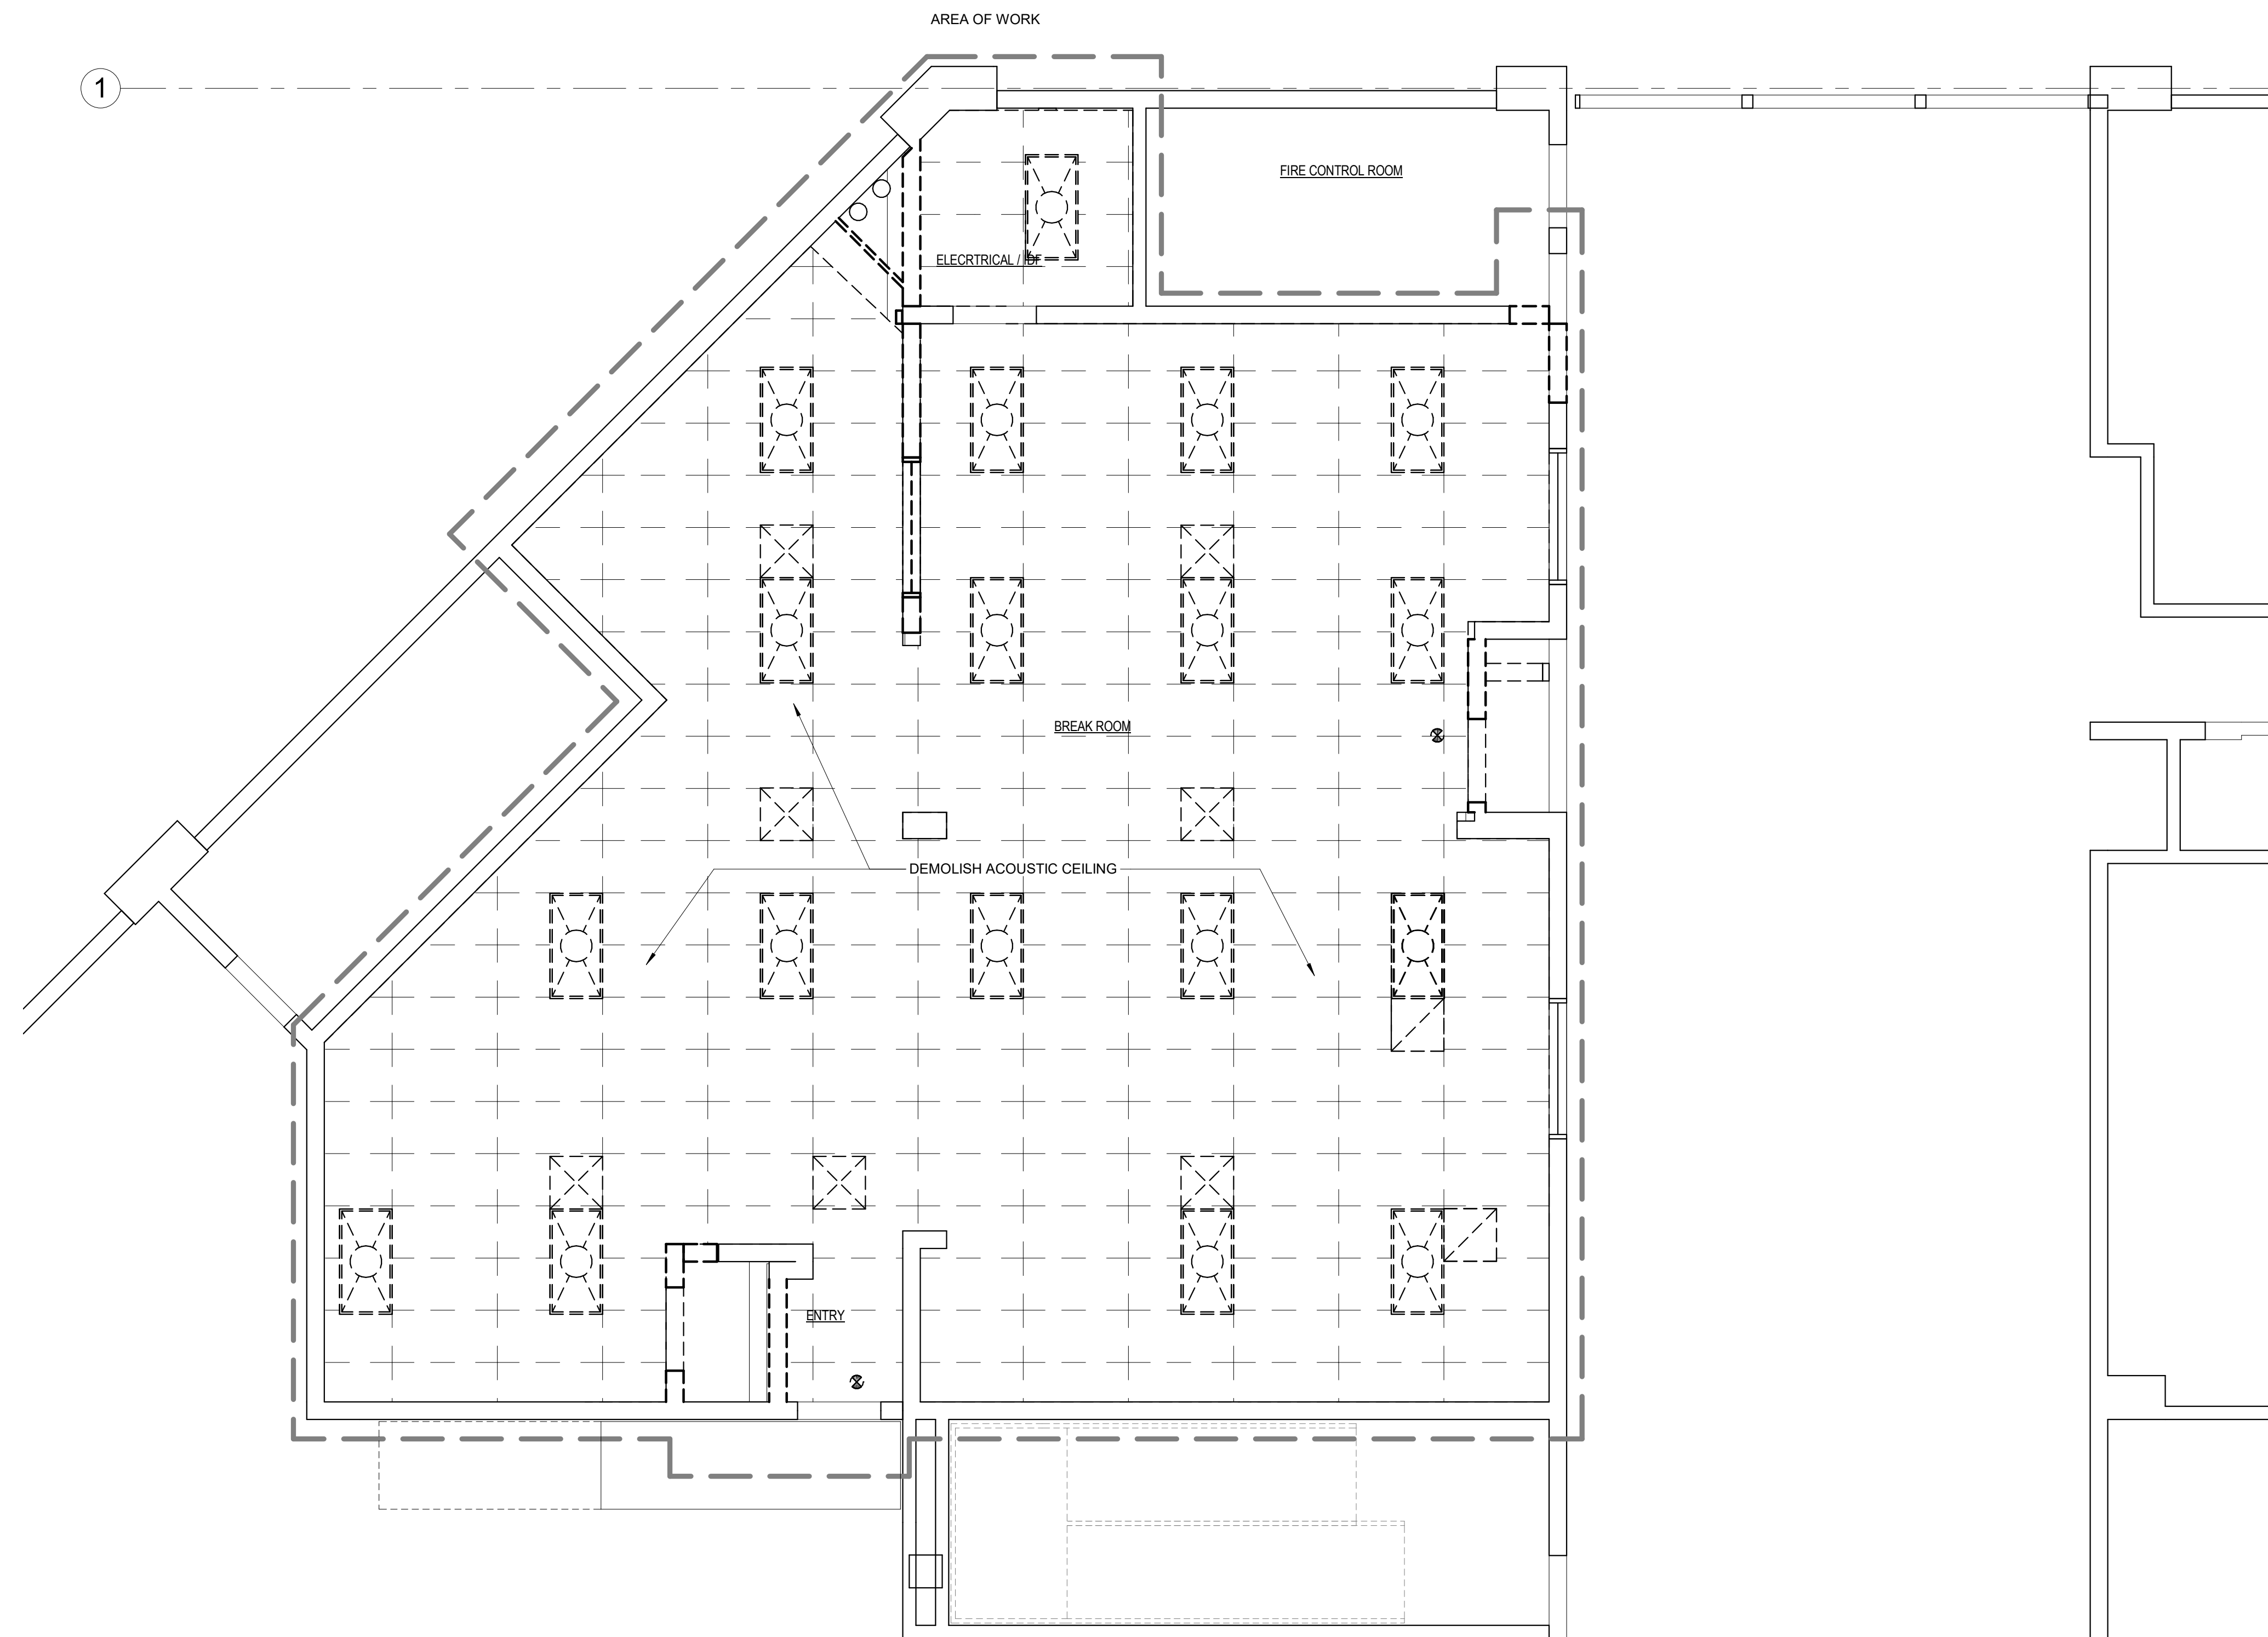 AREA OF WORK
1
FIRE CONTROL ROOM
ELECRTRICAL / IDF
BREAK ROOM
DEMOLISH ACOUSTIC CEILING
ENTRY